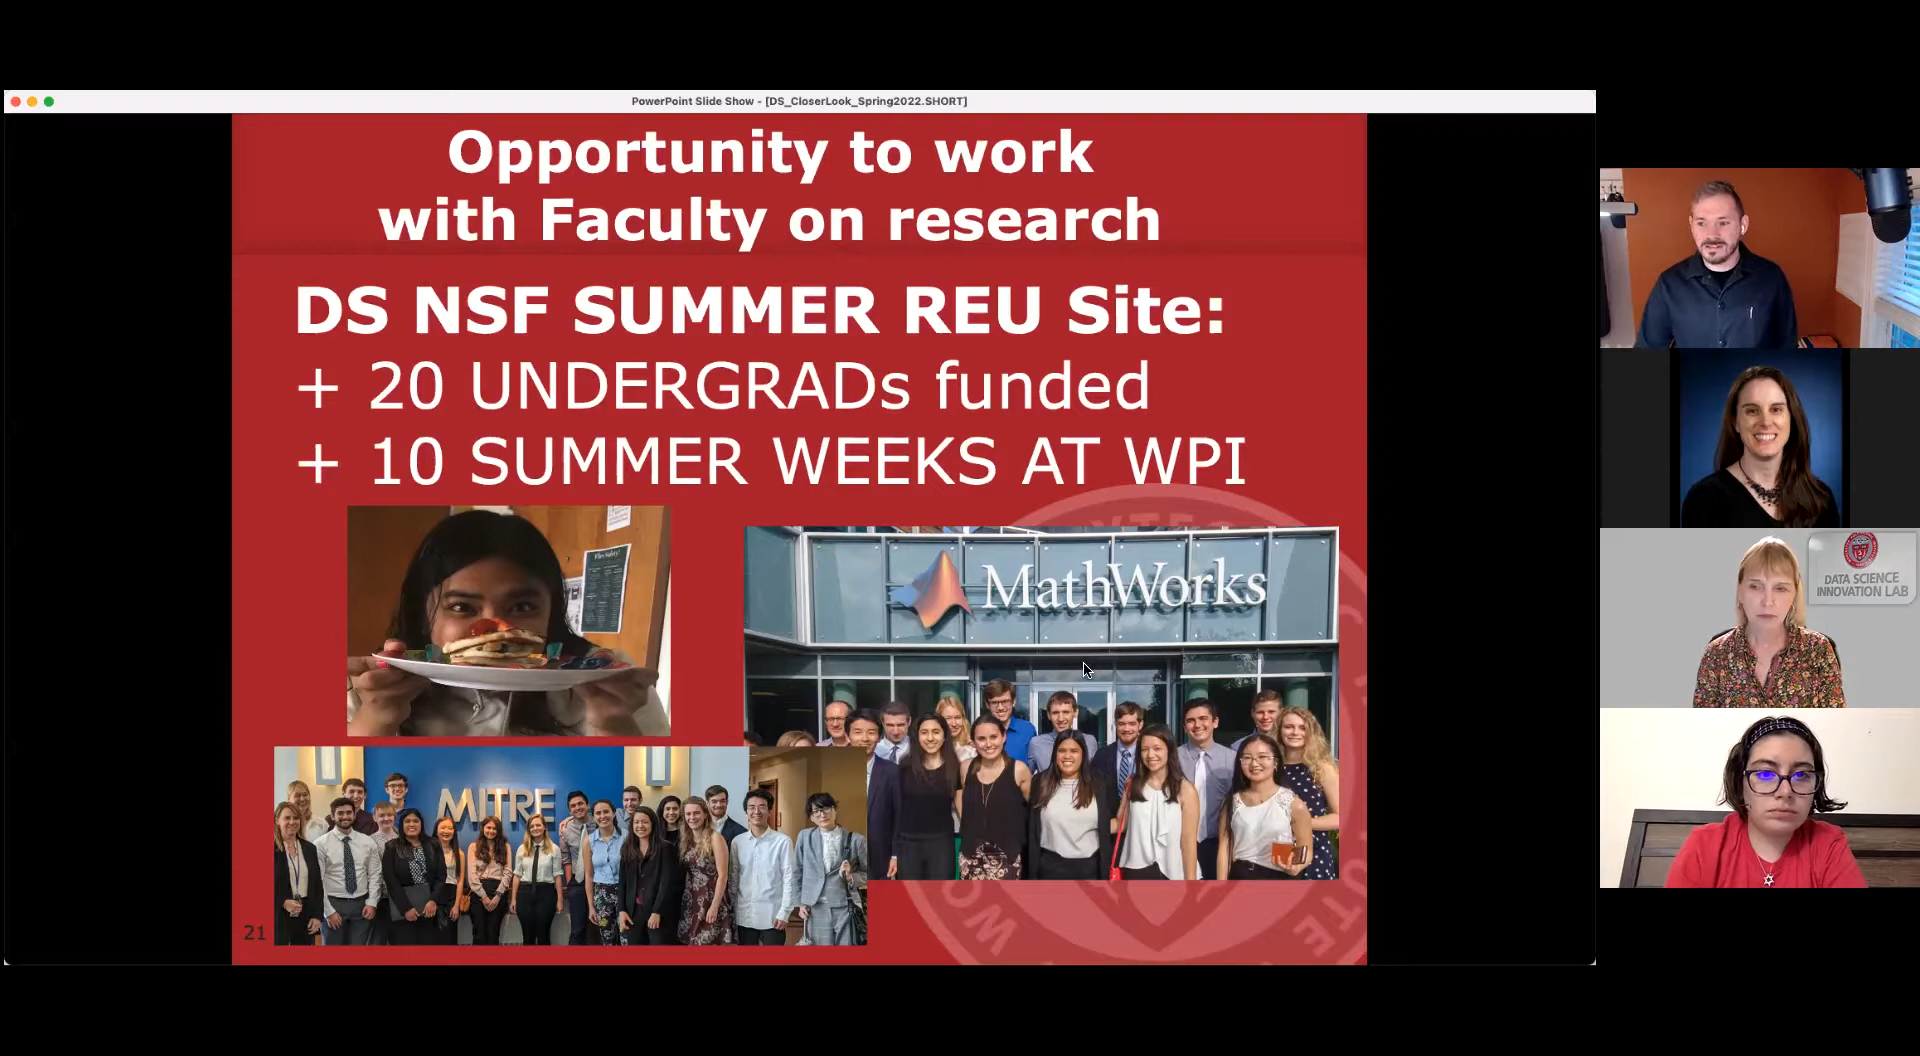 PowerPoint Slide Show - [DS_CloserLook_Spring2022.SHORT]
Opportunity to work
with Faculty on research
DS NSF SUMMER REU Site:
+ 20 UNDERGRADs funded
+ 10 SUMMER WEEKS AT WPI
MathWorks
MITRE
21
DATA SCIENCE
INNOVATION LAB